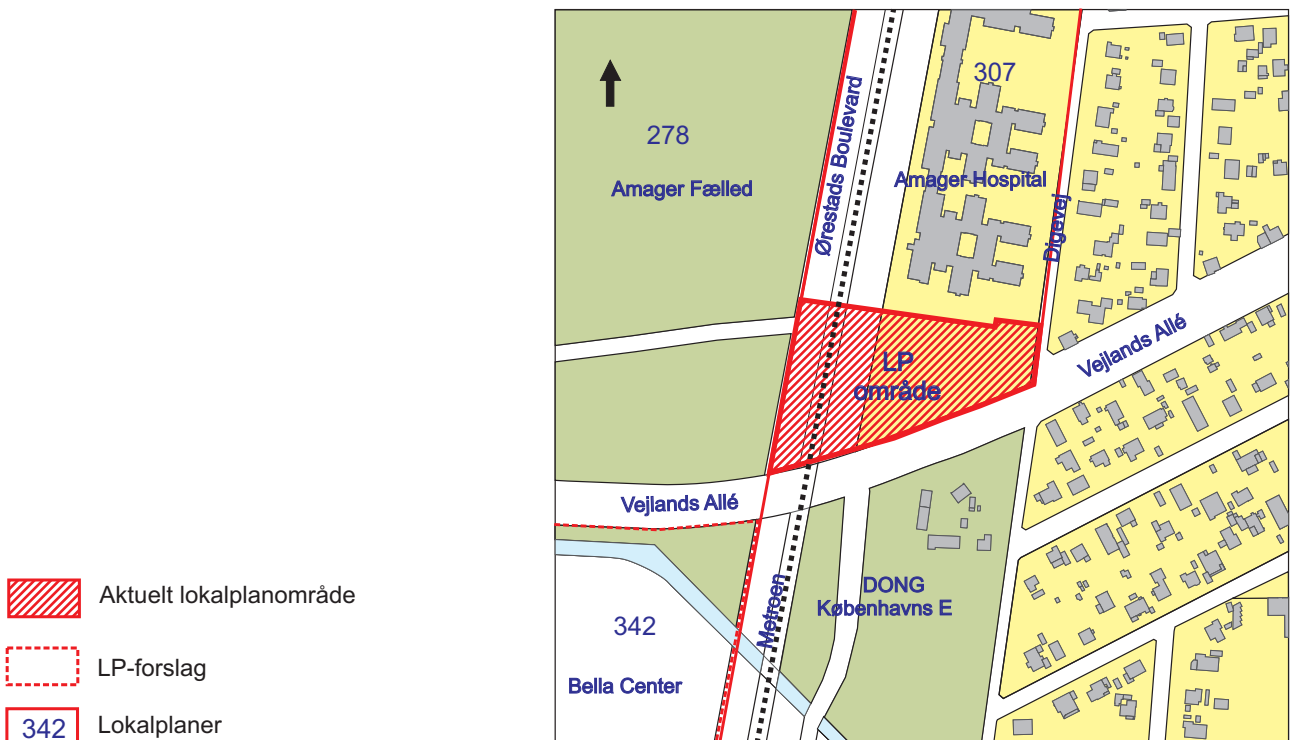 307
278
Amager Fælled
Ørestads Boulevard
Amager Hospital
Digevej
Vejlands Allé
LP
område
Vejlands Allé
DONG
Københavns E
Metroen
342
Bella Center
Aktuelt lokalplanområde
LP-forslag
342
Lokalplaner